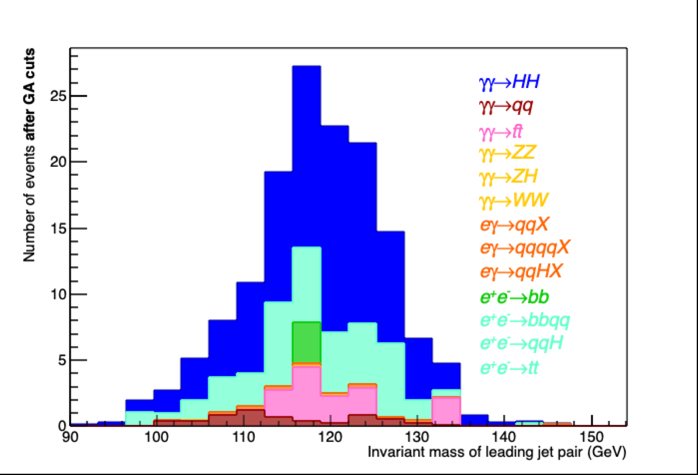 Number of events after GA cuts
25
20
15
10
5
0
90
100
110
120
130
140
150
Invariant mass of leading jet pair (GeV)
γγ→HH
γγ→qq
γγ→tt
γγ→ZZ
γγ→ZH
γγ→WW
eγ→qqX
eγ→qqqqX
eγ→qqHX
e⁺e⁻→bb
e⁺e⁻→bbqq
e⁺e⁻→qqH
e⁺e⁻→tt